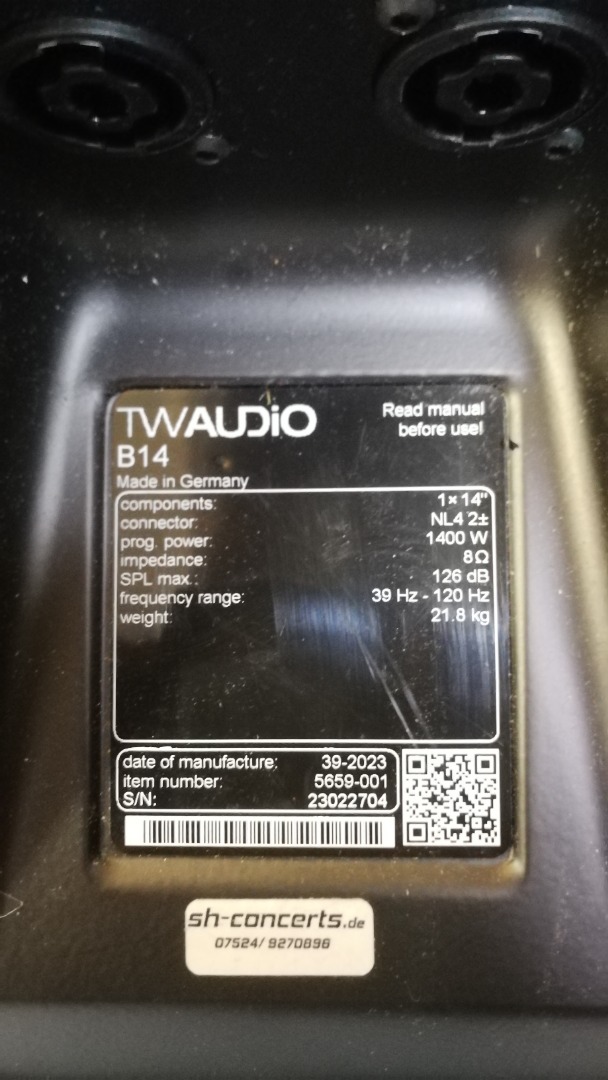 TWAUDiO
Read manual
before use!
B14
Made in Germany
components: 1×14"
connector: NL4 2±
prog. power: 1400 W
impedance: 8Ω
SPL max.: 126 dB
frequency range: 39 Hz - 120 Hz
weight: 21.8 kg
date of manufacture: 39-2023
item number: 5659-001
S/N: 23022704
sh-concerts.de
07524/ 9270896